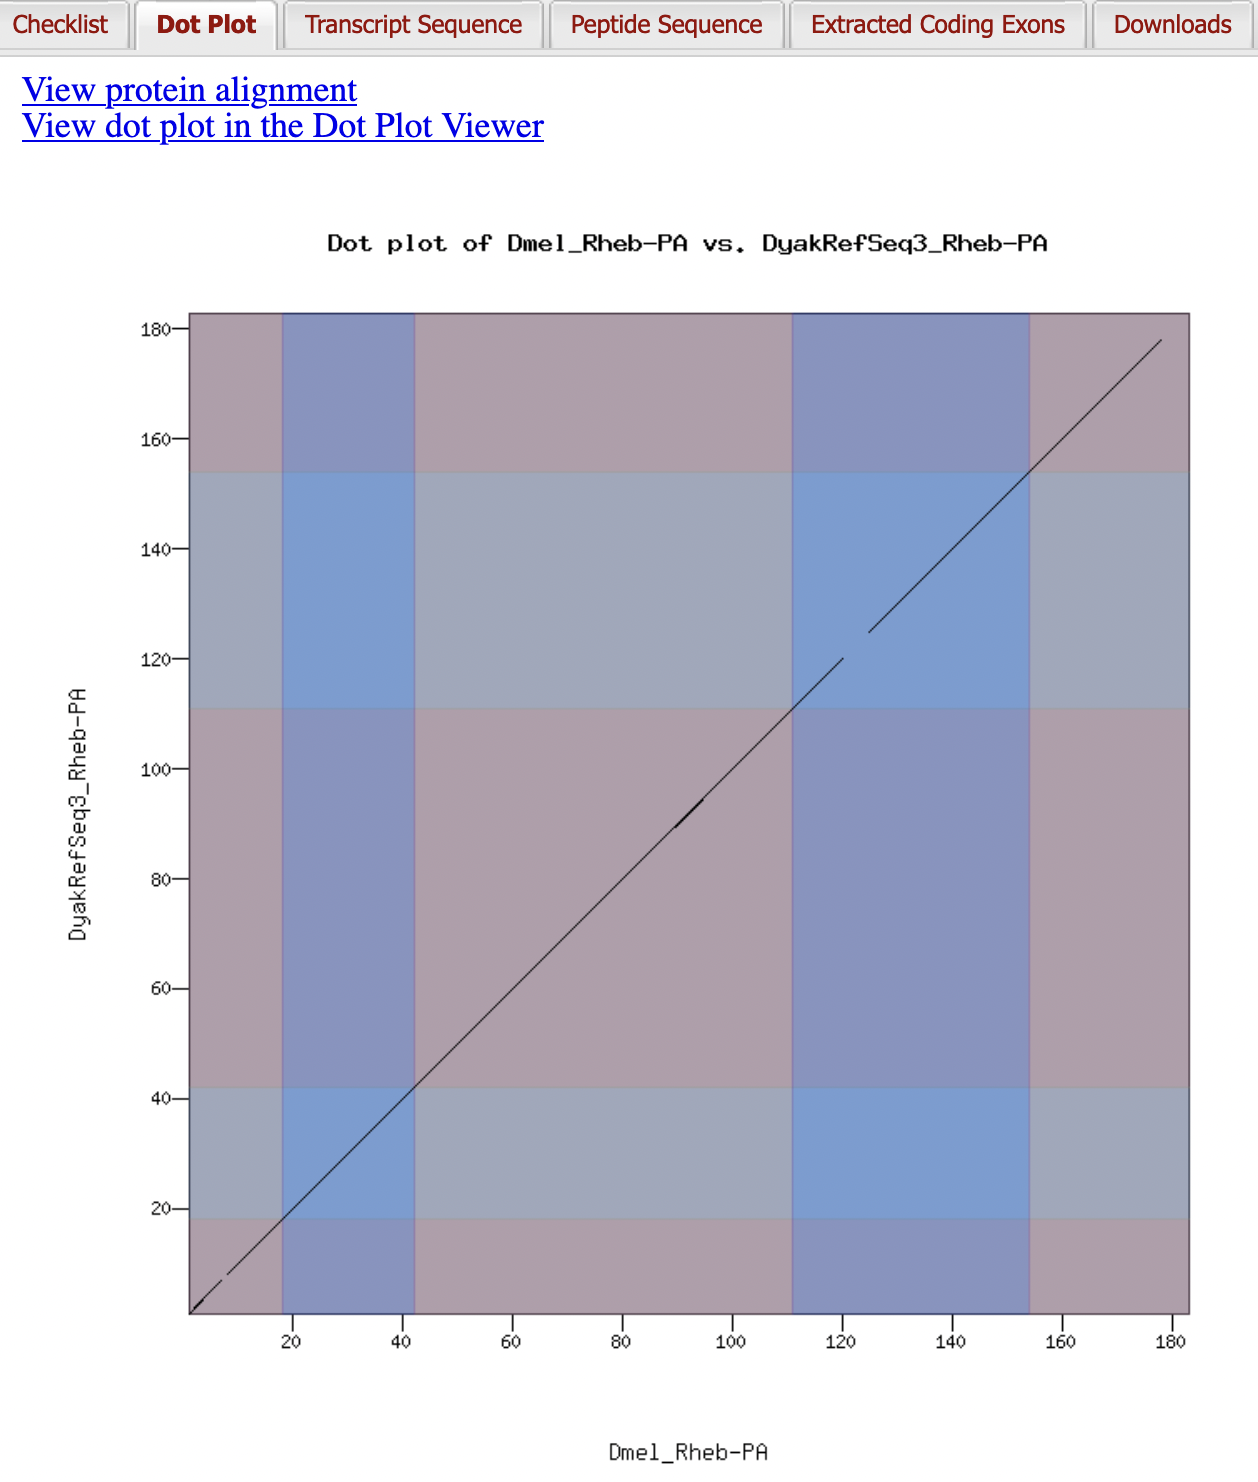 Checklist Dot Plot Transcript Sequence Peptide Sequence Extracted Coding Exons Downloads
View protein alignment
View dot plot in the Dot Plot Viewer
Dot plot of Dmel_Rheb-PA vs. DyakRefSeq3_Rheb-PA
180
160
140
120
100
80
60
40
20
DyakRefSeq3_Rheb-PA
20 40 60 80 100 120 140 160 180
Dmel_Rheb-PA